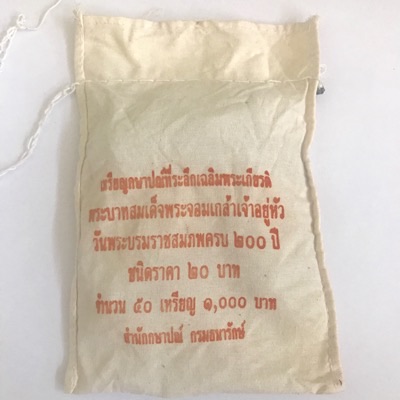 เหรียญกษาปณ์ที่ระลึกเฉลิมพระเกียรติ
พระบาทสมเด็จพระจอมเกล้าเจ้าอยู่หัว
วันพระบรมราชสมภพครบ ๒๐๐ ปี
ชนิดราคา ๒๐ บาท
จำนวน ๕๐ เหรียญ ๑,๐๐๐ บาท
สำนักกษาปณ์ กรมธนารักษ์